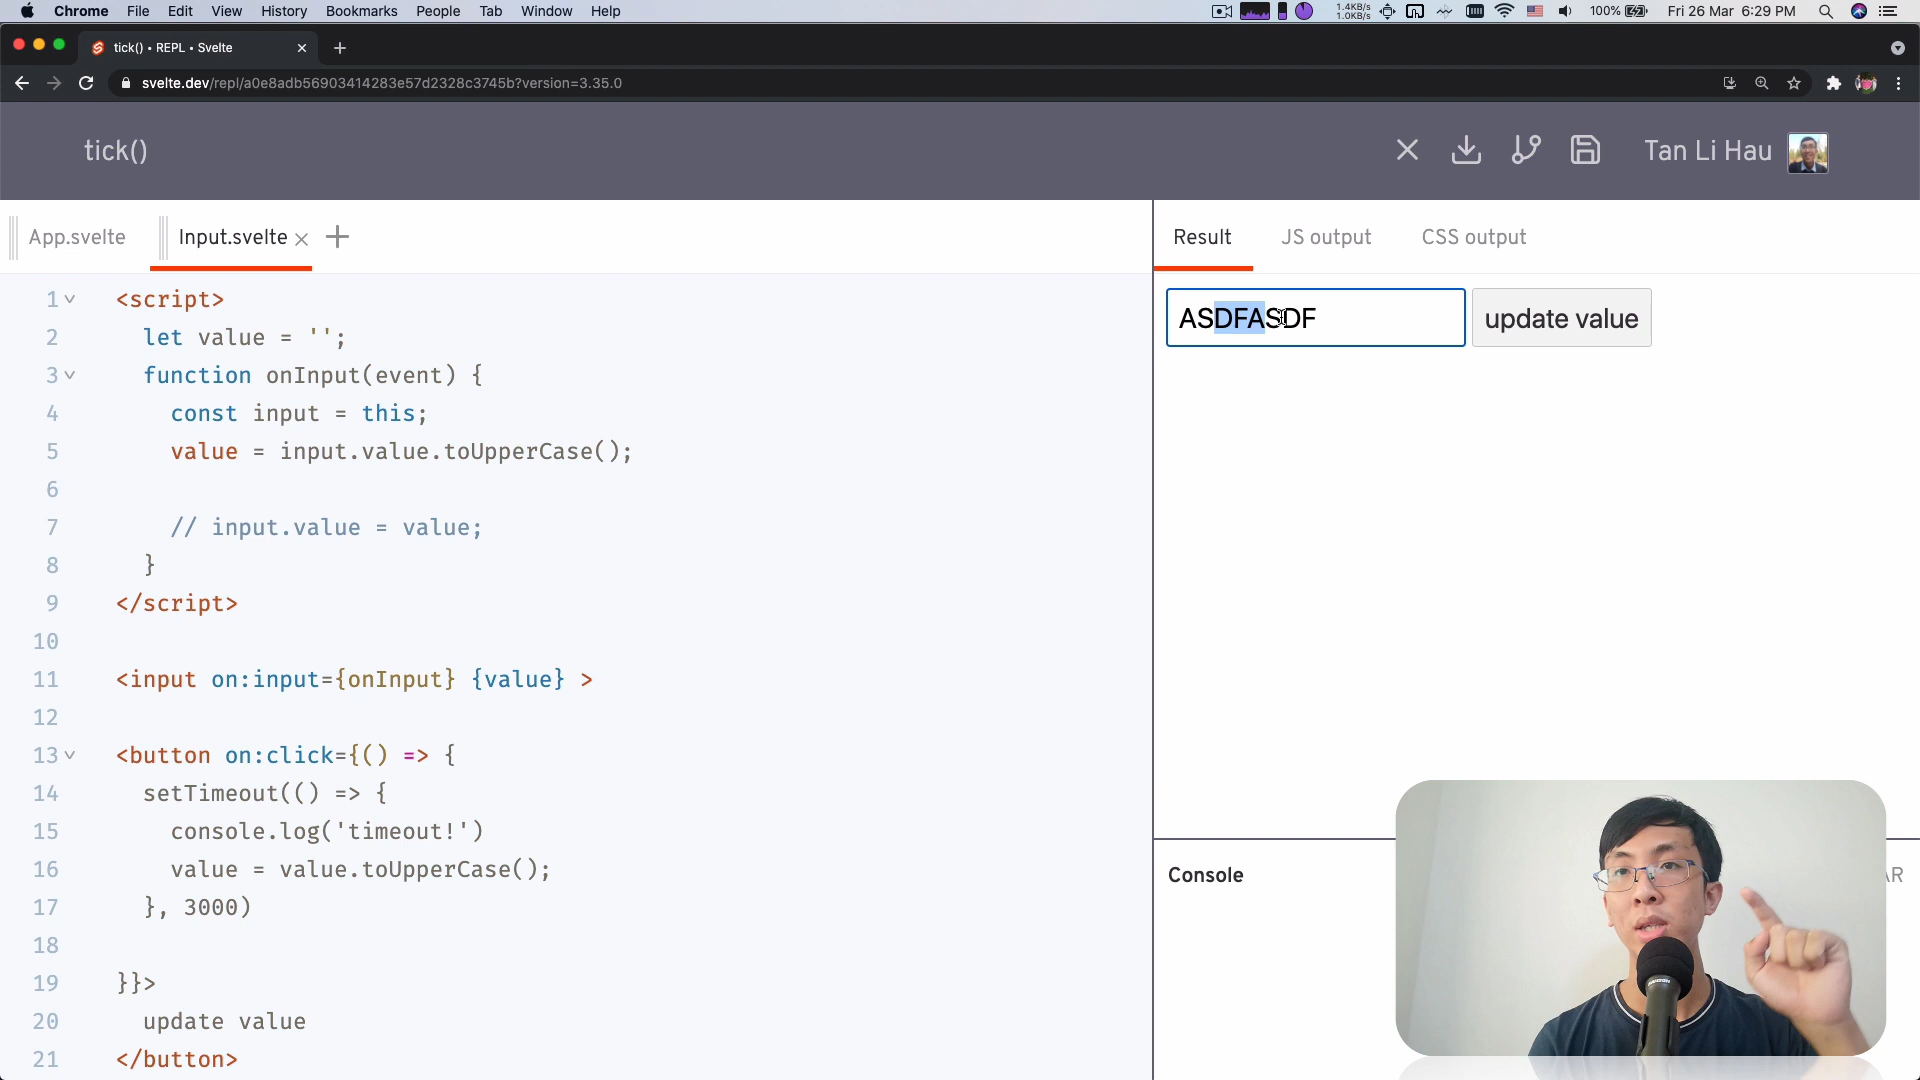 Chrome File Edit View History Bookmarks People Tab Window Help
1.4KB/s
1.0KB/s
100%
Fri 26 Mar 6:29 PM
tick() • REPL • Svelte
svelte.dev/repl/a0e8adb56903414283e57d2328c3745b?version=3.35.0
tick()
Tan Li Hau
App.svelte
Input.svelte
Result
JS output
CSS output
1 <script>
2 let value = '';
3 function onInput(event) {
4 const input = this;
5 value = input.value.toUpperCase();
6
7 // input.value = value;
8 }
9 </script>
10
11 <input on:input={onInput} {value} >
12
13 <button on:click={() => {
14 setTimeout(() => {
15 console.log('timeout!')
16 value = value.toUpperCase();
17 }, 3000)
18
19 }}>
20 update value
21 </button>
ASDFASDF
update value
Console
AR